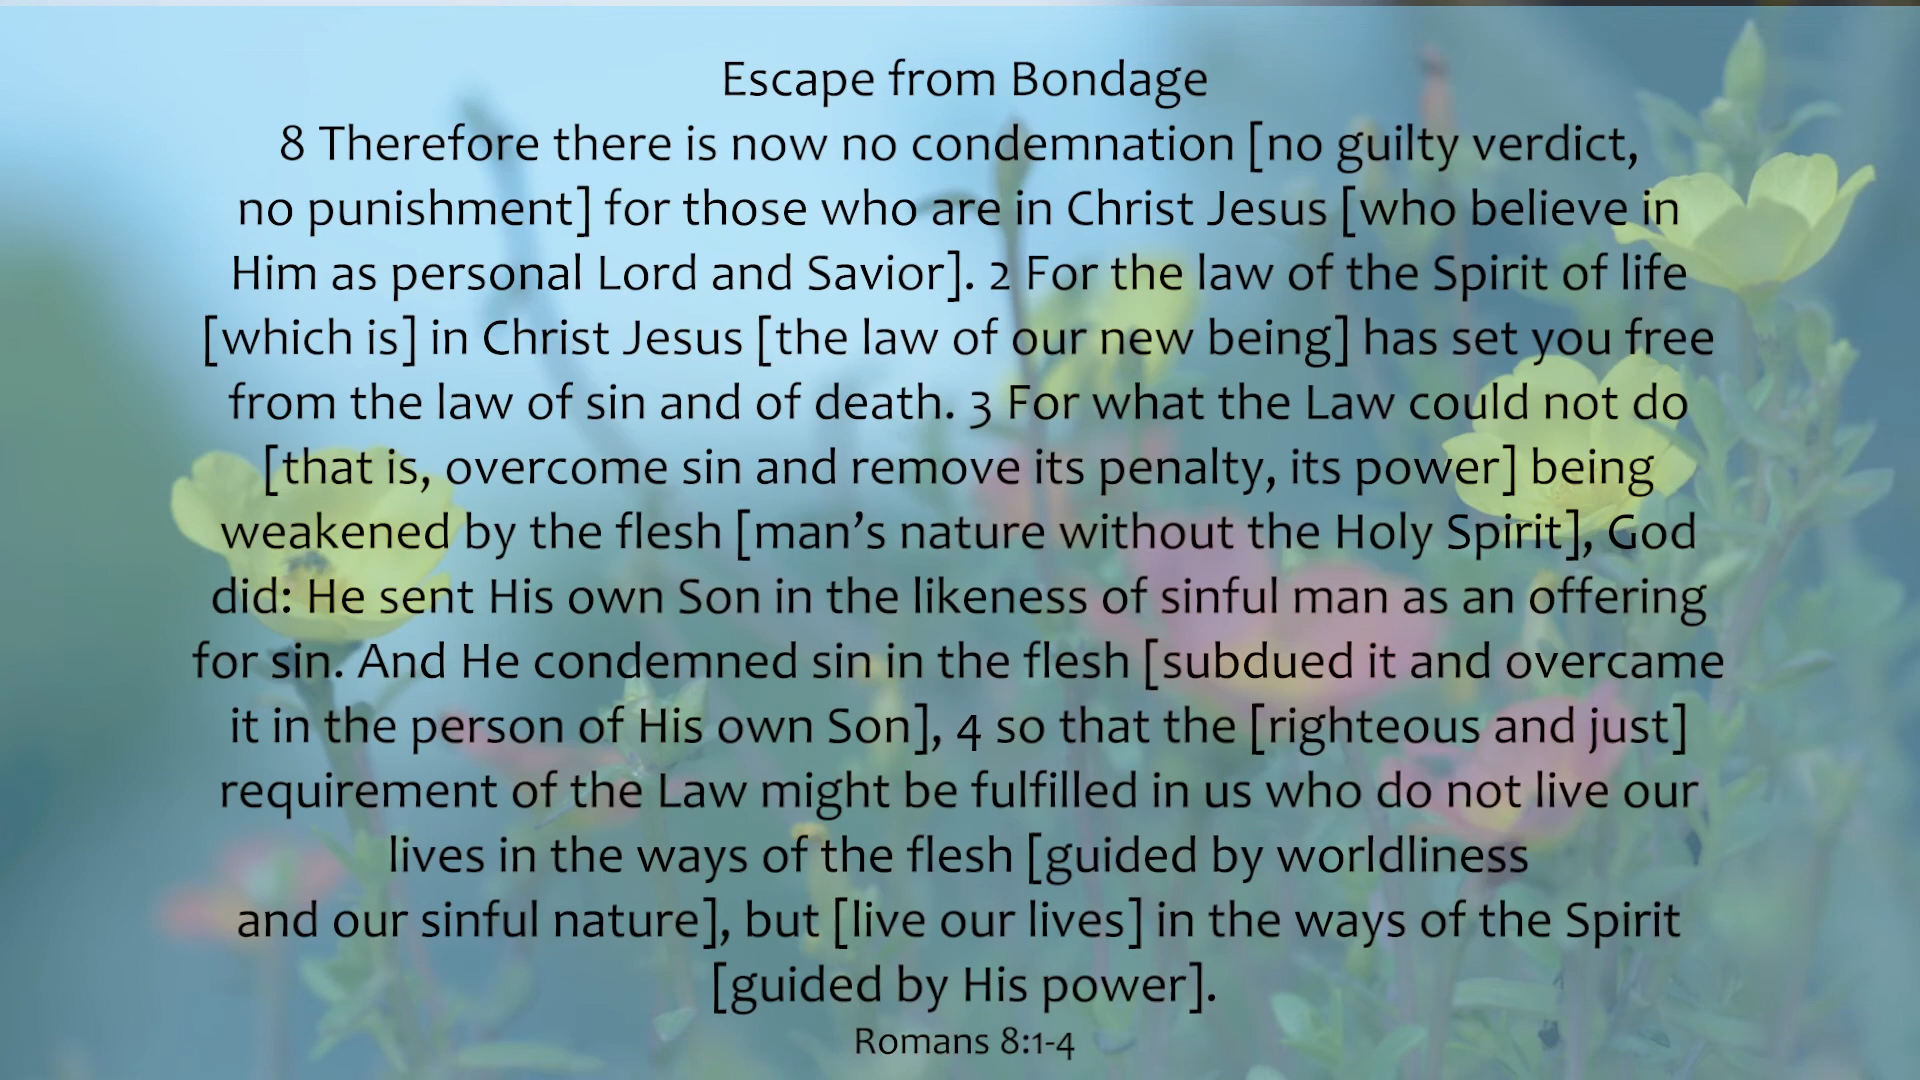 Escape from Bondage
8 Therefore there is now no condemnation [no guilty verdict,
no punishment] for those who are in Christ Jesus [who believe in
Him as personal Lord and Savior]. 2 For the law of the Spirit of life
[which is] in Christ Jesus [the law of our new being] has set you free
from the law of sin and of death. 3 For what the Law could not do
[that is, overcome sin and remove its penalty, its power] being
weakened by the flesh [man’s nature without the Holy Spirit], God
did: He sent His own Son in the likeness of sinful man as an offering
for sin. And He condemned sin in the flesh [subdued it and overcame
it in the person of His own Son], 4 so that the [righteous and just]
requirement of the Law might be fulfilled in us who do not live our
lives in the ways of the flesh [guided by worldliness
and our sinful nature], but [live our lives] in the ways of the Spirit
[guided by His power].
Romans 8:1-4